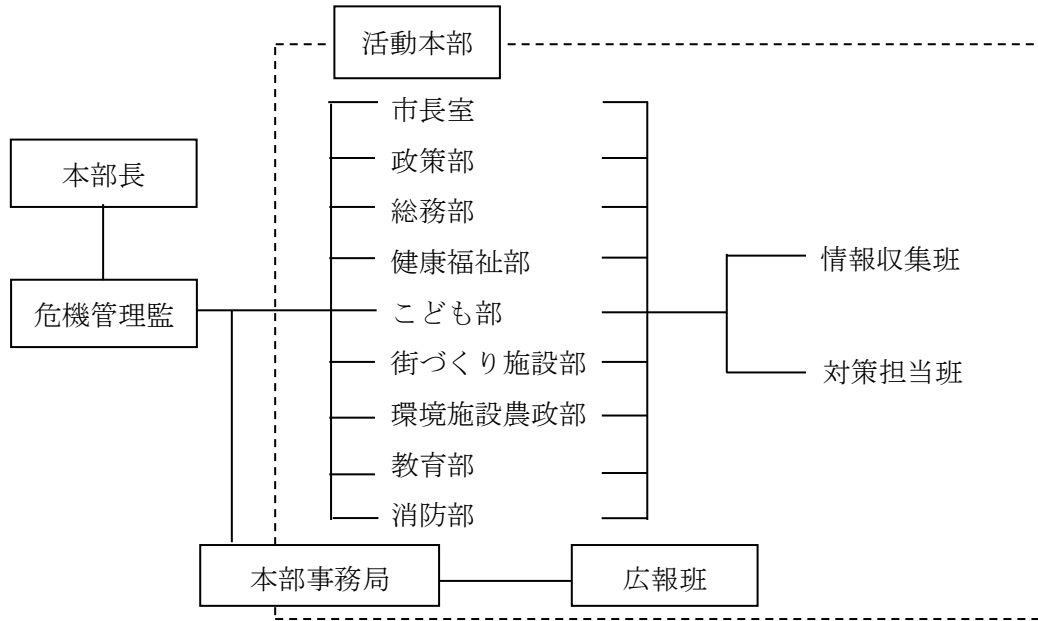 活動本部
市長室
政策部
本部長
総務部
健康福祉部
情報収集班
危機管理監
こども部
街づくり施設部
対策担当班
環境施設農政部
教育部
消防部
本部事務局
広報班